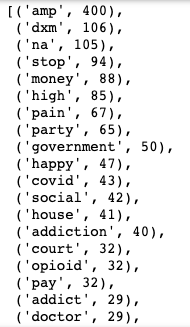 [('amp', 400),
('dxm', 106),
('na', 105),
('stop', 94),
('money', 88),
('high', 85),
('pain', 67),
('party', 65),
('government', 50),
('happy', 47),
('covid', 43),
('social', 42),
('house', 41),
('addiction', 40),
('court', 32),
('opioid', 32),
('pay', 32),
('addict', 29),
('doctor', 29),